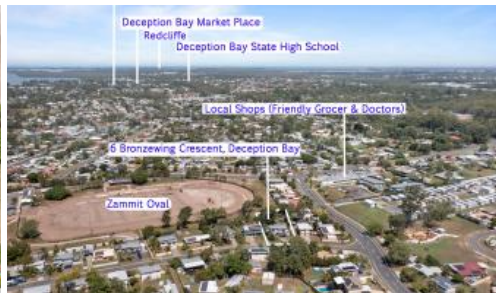 Deception Bay Market Place
Redcliffe
Deception Bay State High School
Local Shops (Friendly Grocer & Doctors)
6 Bronzewing Crescent, Deception Bay
Zammit Oval